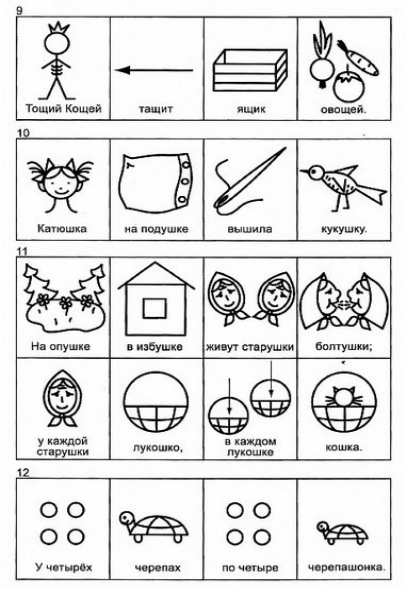 9
Тощий Кощей тащит ящик овощей.
10
Катюшка на подушке вышила кукушку.
11
На опушке в избушке живут старушки болтушки;
у каждой старушки лукошко, в каждом лукошке кошка.
12
У четырёх черепах по четыре черепашонка.